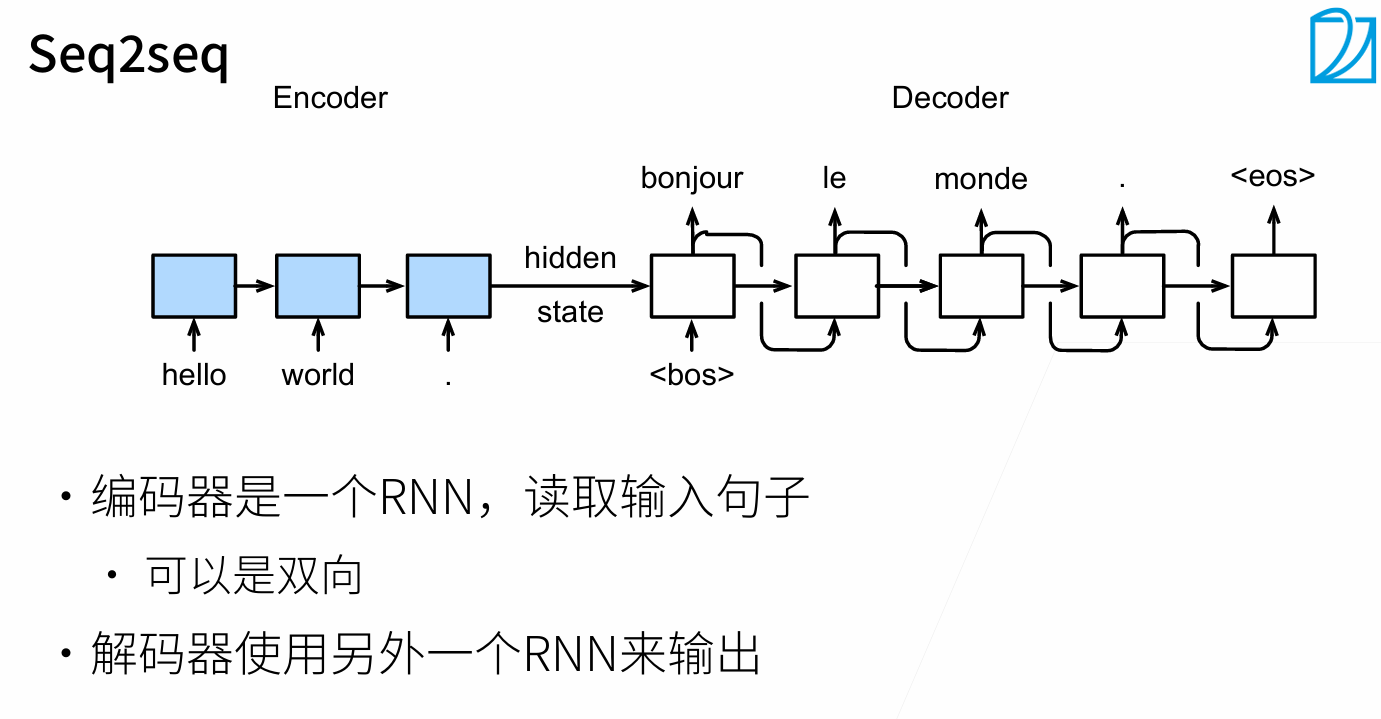 Seq2seq
Encoder
Decoder
bonjour
le
monde
.
<eos>
hidden
state
hello
world
.
<bos>
• 编码器是一个RNN，读取输入句子
• 可以是双向
• 解码器使用另外一个RNN来输出